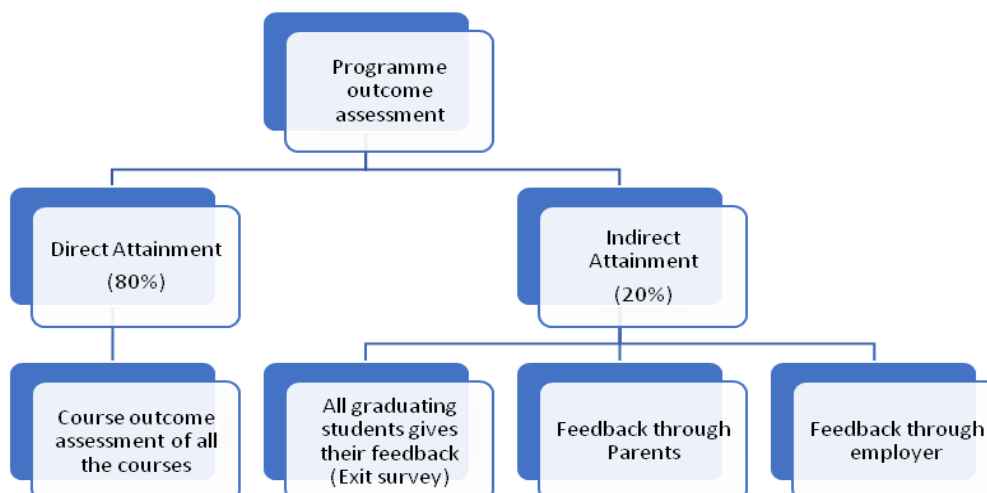 Programme
outcome
assessment
Direct Attainment
(80%)
Indirect
Attainment
(20%)
Course outcome
assessment of all
the courses
All graduating
students gives
their feedback
(Exit survey)
Feedback through
Parents
Feedback through
employer